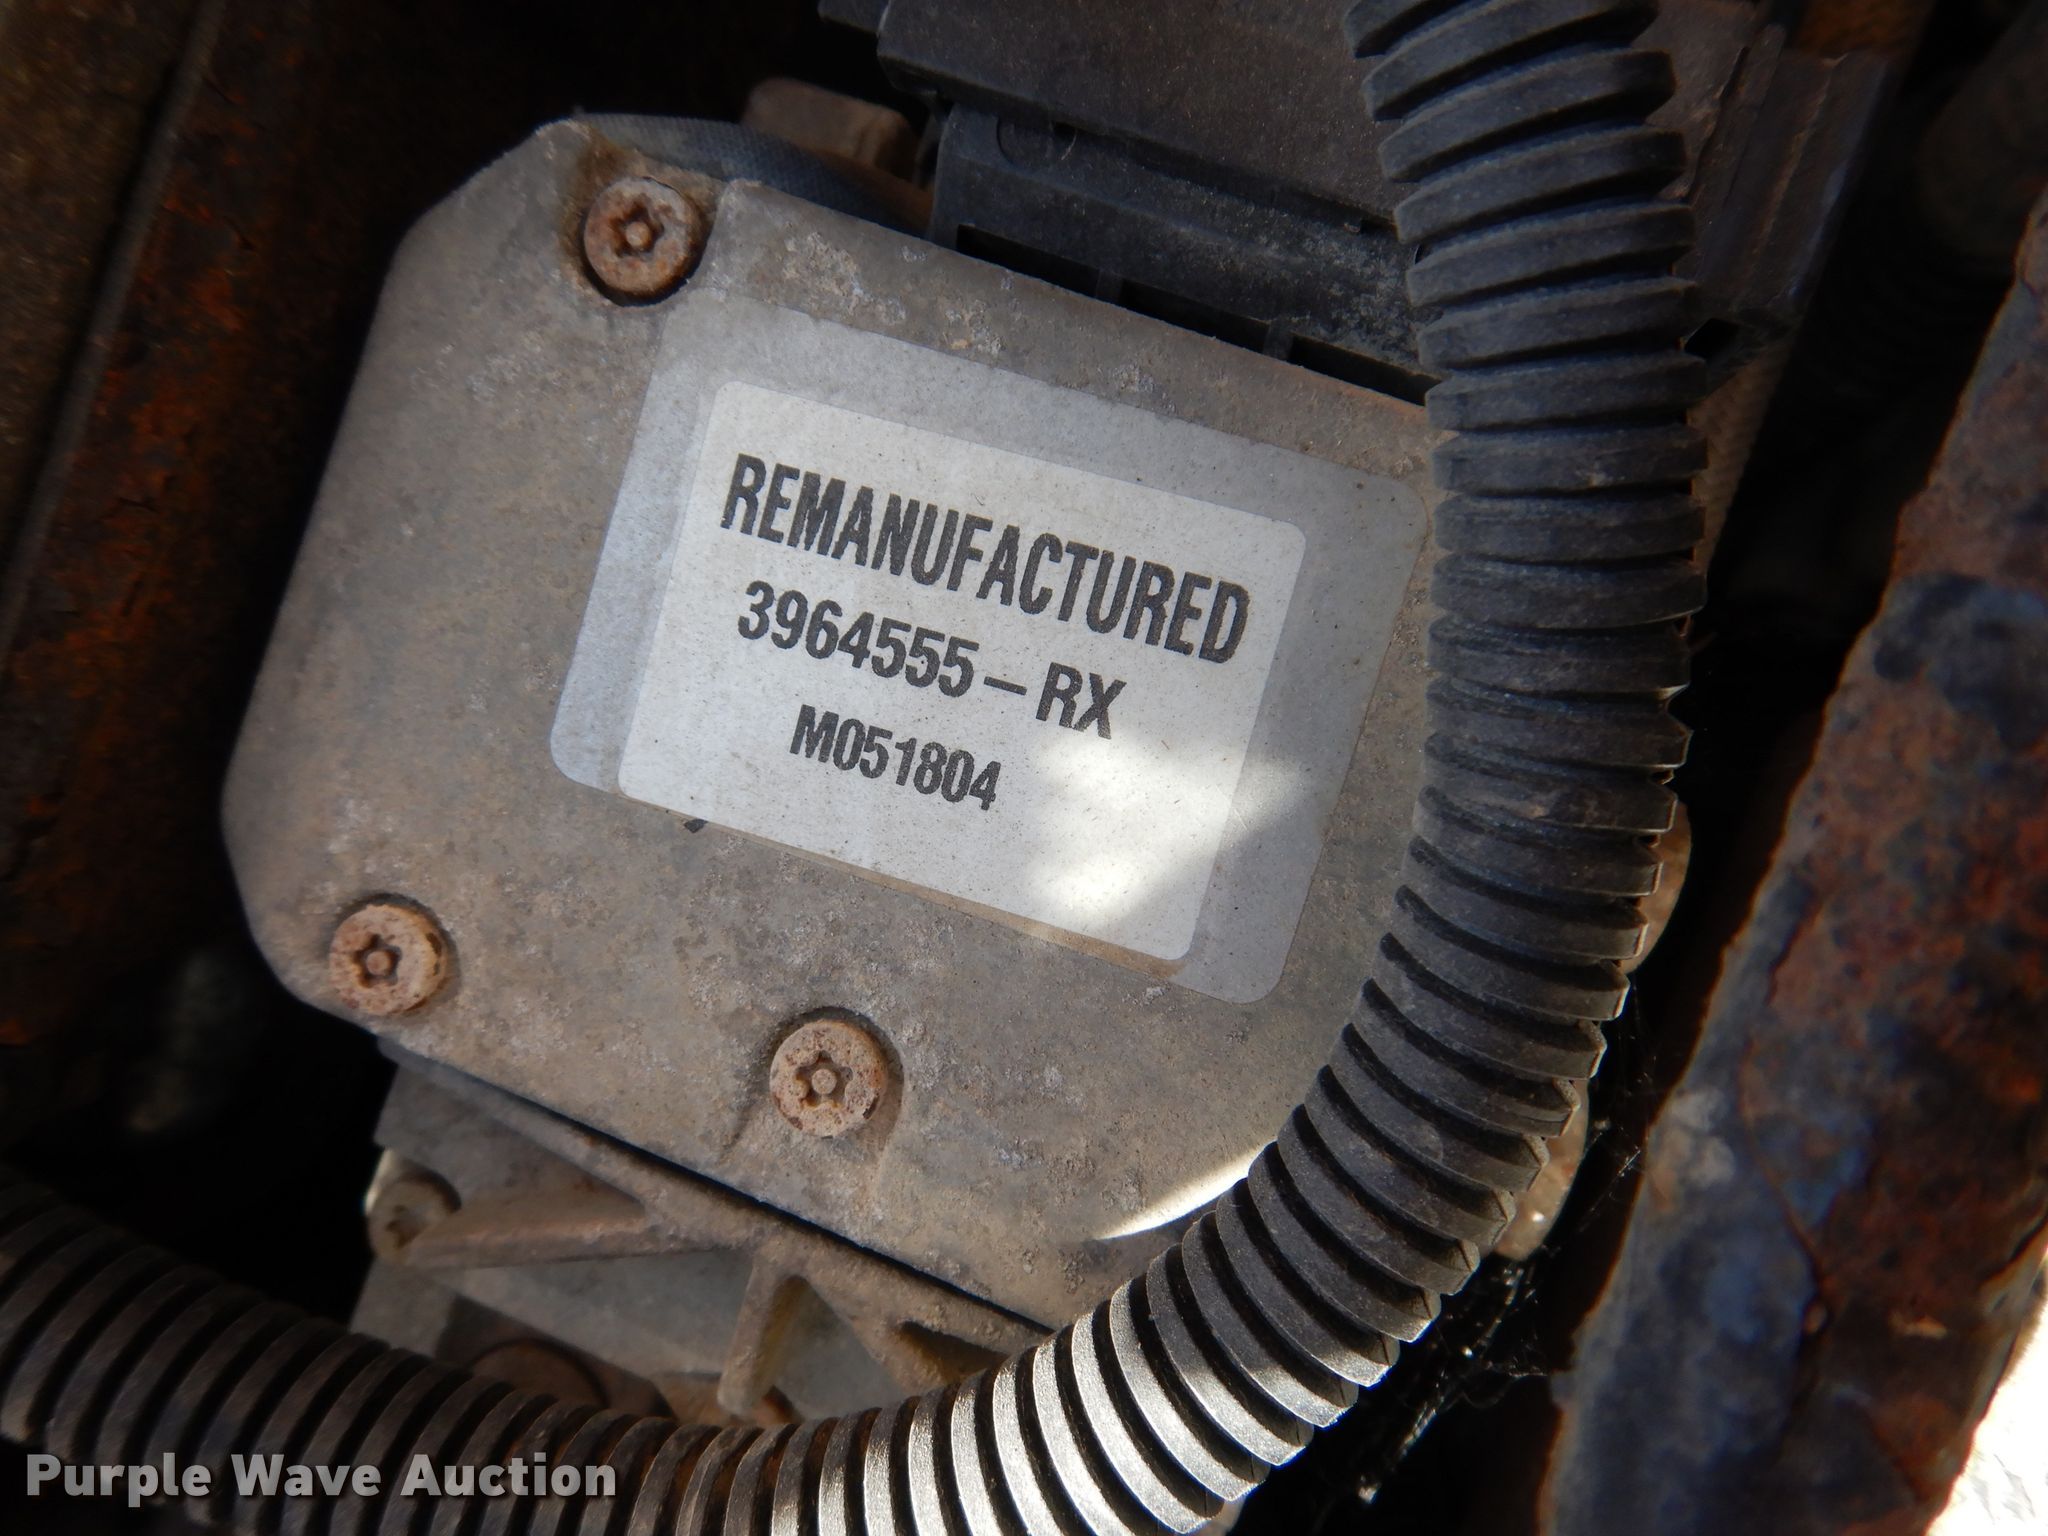 REMANUFACTURED
3964555-RX
M051804
Purple Wave Auction